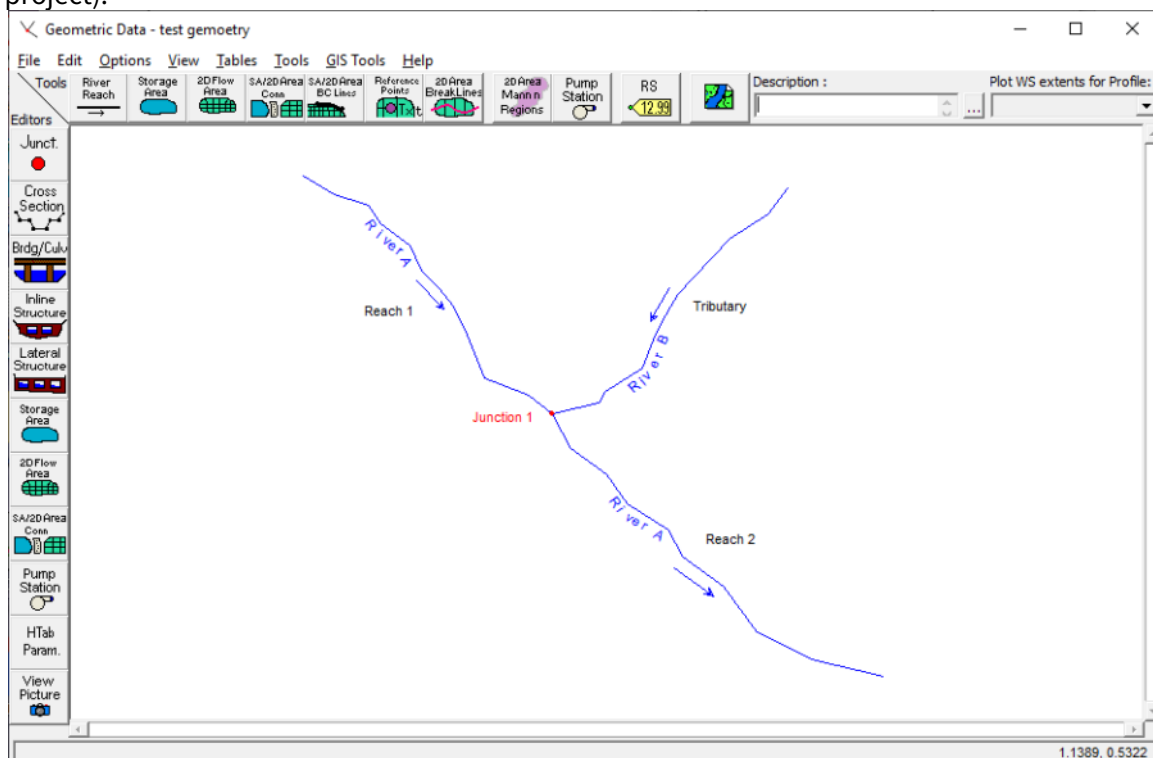 project).
Geometric Data - test gemoetry
File Edit Options View Tables Tools GIS Tools Help
Tools
Editors
River
Reach
Storage
Area
2D Flow
Area
SA/2D Area
Conn
SA/2D Area
BC Lines
Reference
Points
Txt
2D Area
BreakLines
2D Area
Mann n
Regions
Pump
Station
RS
12.99
Description :
...
Plot WS extents for Profile:
Junct.
Cross
Section
Brdg/Culv
Inline
Structure
Lateral
Structure
Storage
Area
2D Flow
Area
SA/2D Area
Conn
Pump
Station
HTab
Param.
View
Picture
River A
Reach 1
Tributary
River B
Junction 1
River A
Reach 2
1.1389, 0.5322